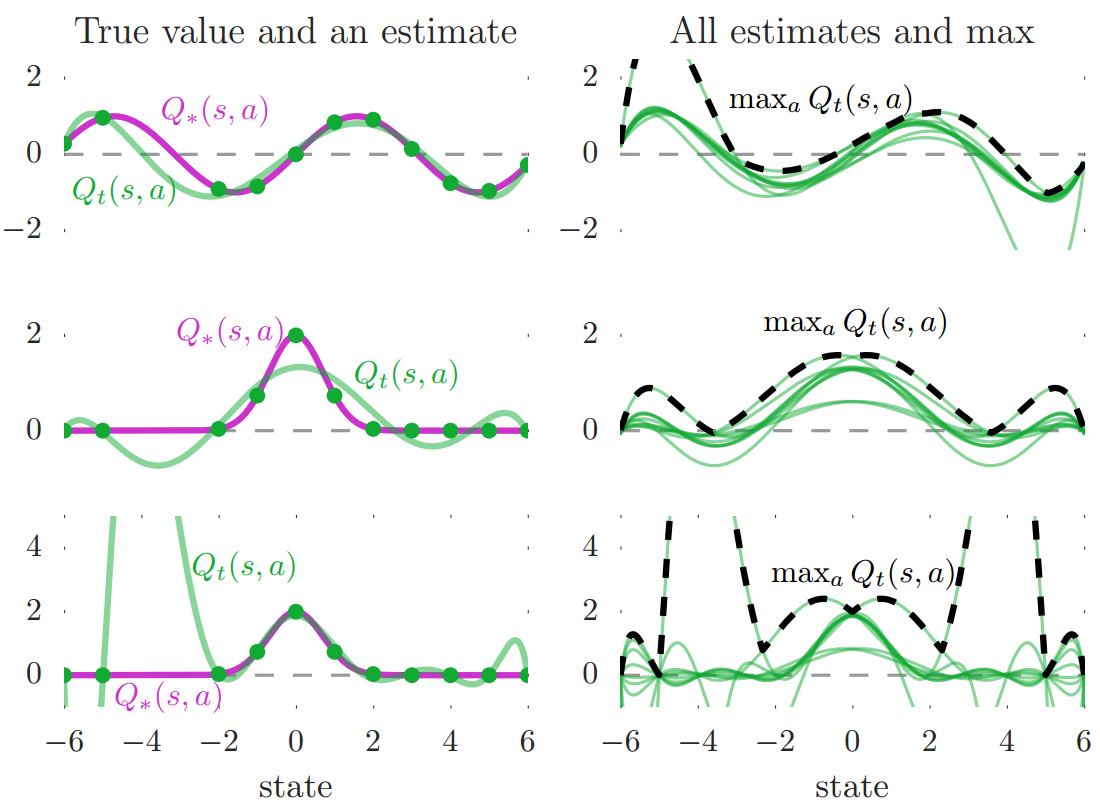 True value and an estimate
All estimates and max
2
0
−2
Q∗(s, a)
Qt(s, a)
2
0
−2
maxa Qt(s, a)
2
0
Q∗(s, a)
Qt(s, a)
2
0
maxa Qt(s, a)
4
2
0
Qt(s, a)
Q∗(s, a)
−6 −4 −2 0 2 4 6
state
4
2
0
maxa Qt(s, a)
−6 −4 −2 0 2 4 6
state